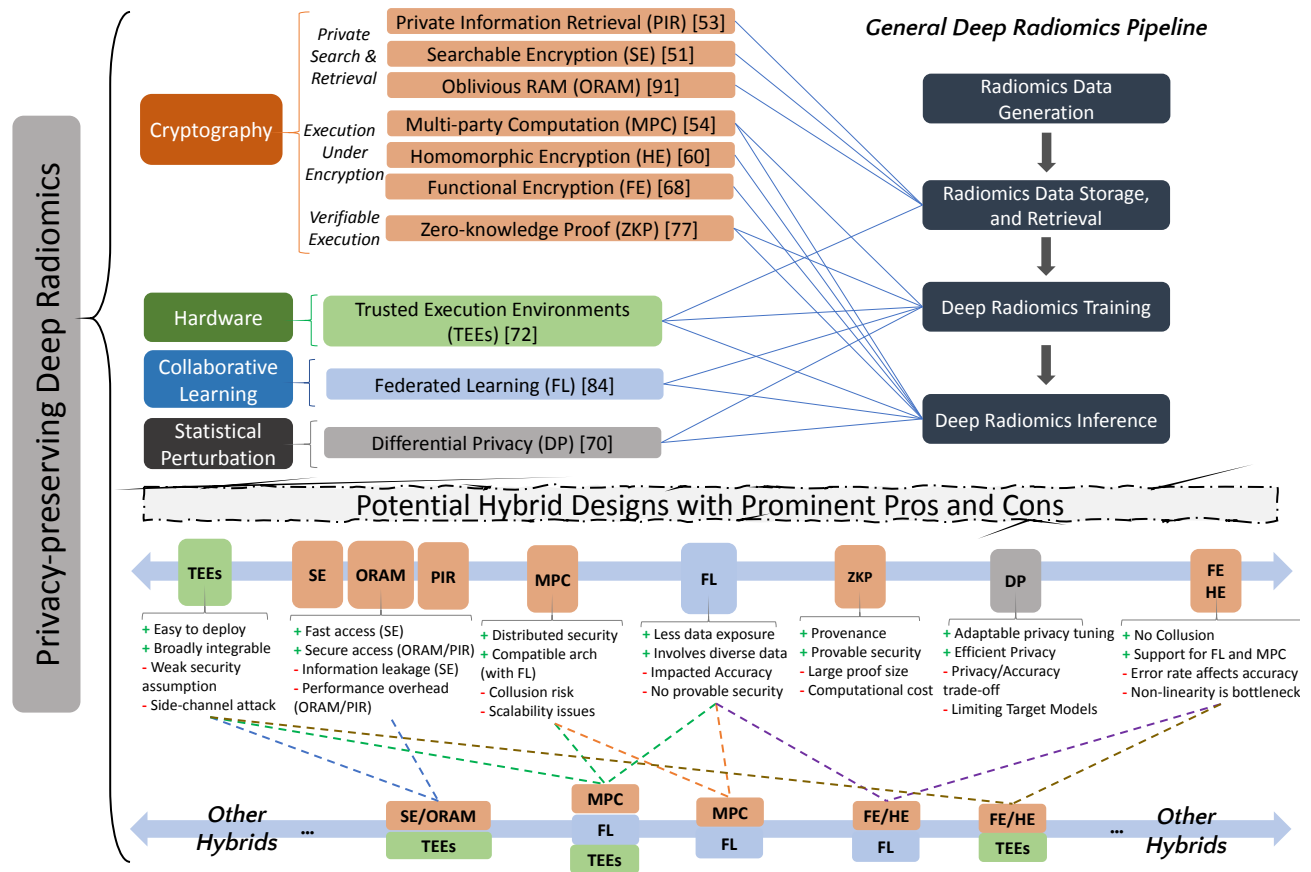 Privacy-preserving Deep Radiomics
Cryptography
Private
Search &
Retrieval
Private Information Retrieval (PIR) [53]
Searchable Encryption (SE) [51]
Oblivious RAM (ORAM) [91]
Execution
Under
Encryption
Multi-party Computation (MPC) [54]
Homomorphic Encryption (HE) [60]
Functional Encryption (FE) [68]
Verifiable
Execution
Zero-knowledge Proof (ZKP) [77]
Hardware
Trusted Execution Environments
(TEEs) [72]
Collaborative
Learning
Federated Learning (FL) [84]
Statistical
Perturbation
Differential Privacy (DP) [70]
General Deep Radiomics Pipeline
Radiomics Data
Generation
Radiomics Data Storage,
and Retrieval
Deep Radiomics Training
Deep Radiomics Inference
Potential Hybrid Designs with Prominent Pros and Cons
TEEs
+ Easy to deploy
+ Broadly integrable
- Weak security
assumption
- Side-channel attack
SE
ORAM
PIR
+ Fast access (SE)
+ Secure access (ORAM/PIR)
- Information leakage (SE)
- Performance overhead
(ORAM/PIR)
MPC
+ Distributed security
+ Compatible arch
(with FL)
- Collusion risk
- Scalability issues
FL
+ Less data exposure
+ Involves diverse data
- Impacted Accuracy
- No provable security
ZKP
+ Provenance
+ Provable security
- Large proof size
- Computational cost
DP
+ Adaptable privacy tuning
+ Efficient Privacy
- Privacy/Accuracy
trade-off
- Limiting Target Models
FE
HE
+ No Collusion
+ Support for FL and MPC
- Error rate affects accuracy
- Non-linearity is bottleneck
Other
Hybrids
...
SE/ORAM
TEEs
MPC
FL
TEEs
MPC
FL
FE/HE
FL
FE/HE
TEEs
...
Other
Hybrids